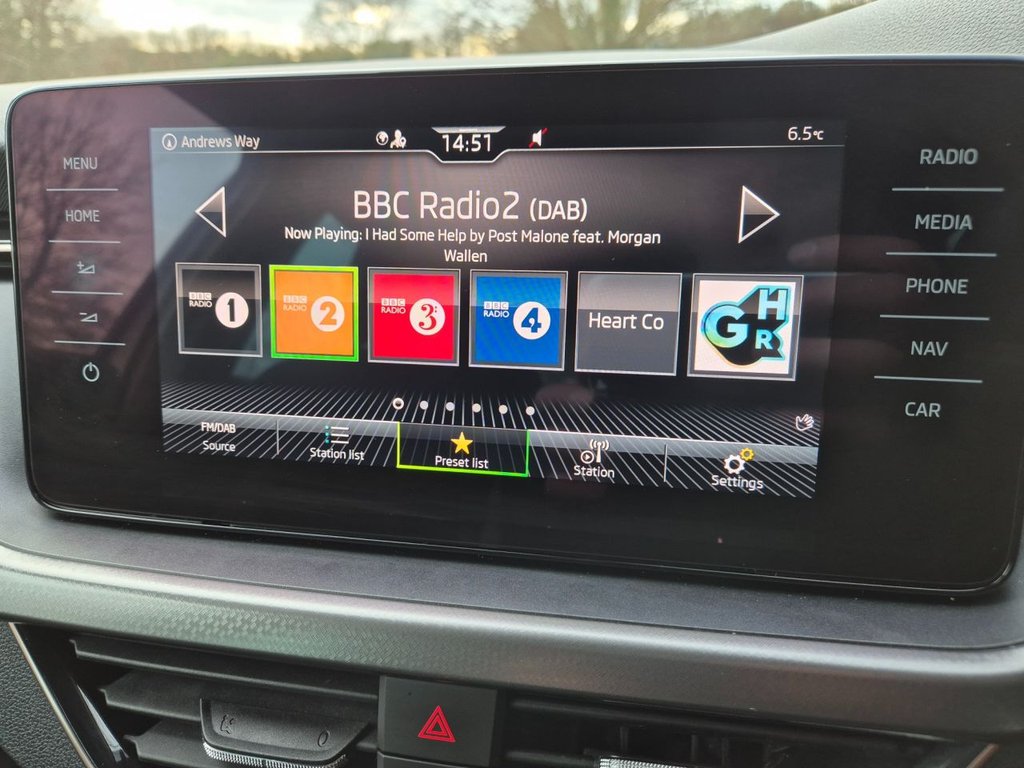 Andrews Way
14:51
6.5°C
MENU
HOME
RADIO
MEDIA
PHONE
NAV
CAR
BBC Radio2 (DAB)
Now Playing: I Had Some Help by Post Malone feat. Morgan
Wallen
BBC
RADIO
1
BBC
RADIO
2
BBC
RADIO
3
BBC
RADIO
4
Heart Co
GHR
FM/DAB
Source
Station list
Preset list
Station
Settings